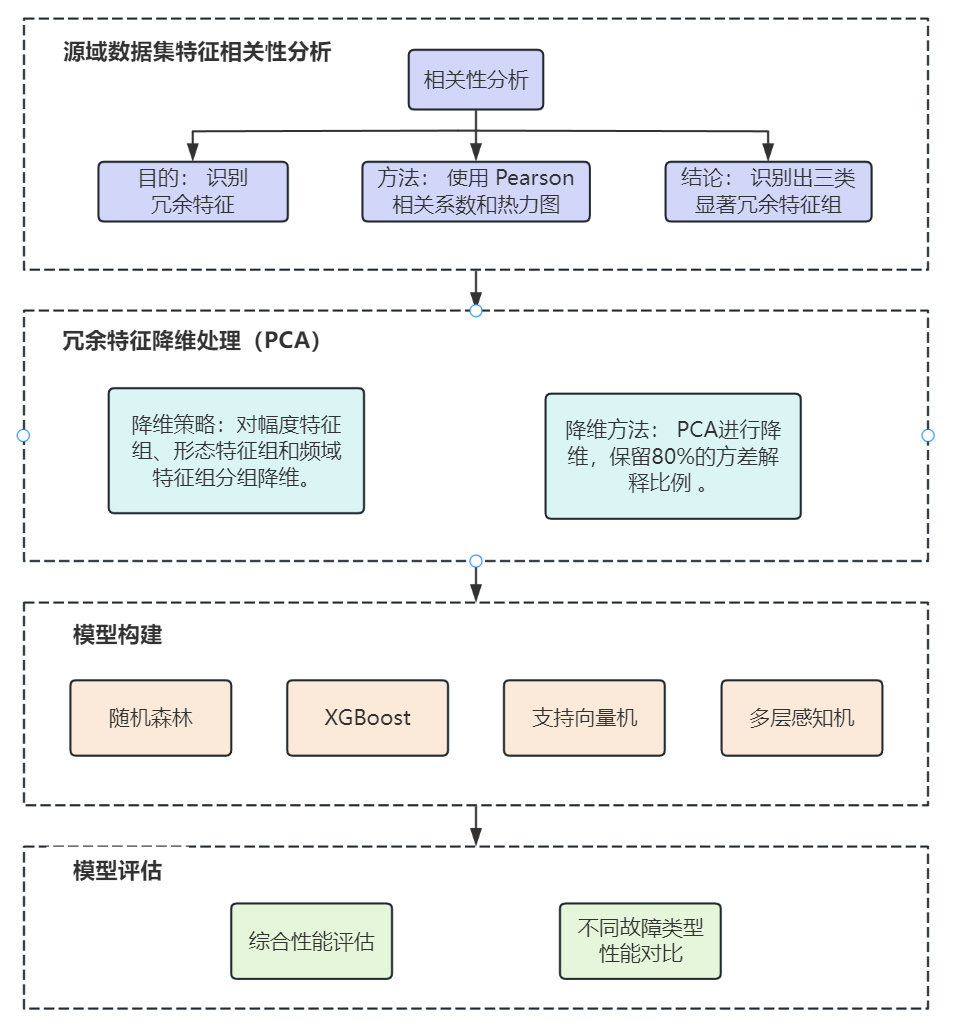 源域数据集特征相关性分析
相关性分析
目的： 识别
冗余特征
方法： 使用 Pearson
相关系数和热力图
结论： 识别出三类
显著冗余特征组
冗余特征降维处理（PCA）
降维策略：对幅度特征
组、形态特征组和频域
特征组分组降维。
降维方法： PCA进行降
维，保留80%的方差解
释比例 。
模型构建
随机森林
XGBoost
支持向量机
多层感知机
模型评估
综合性能评估
不同故障类型
性能对比